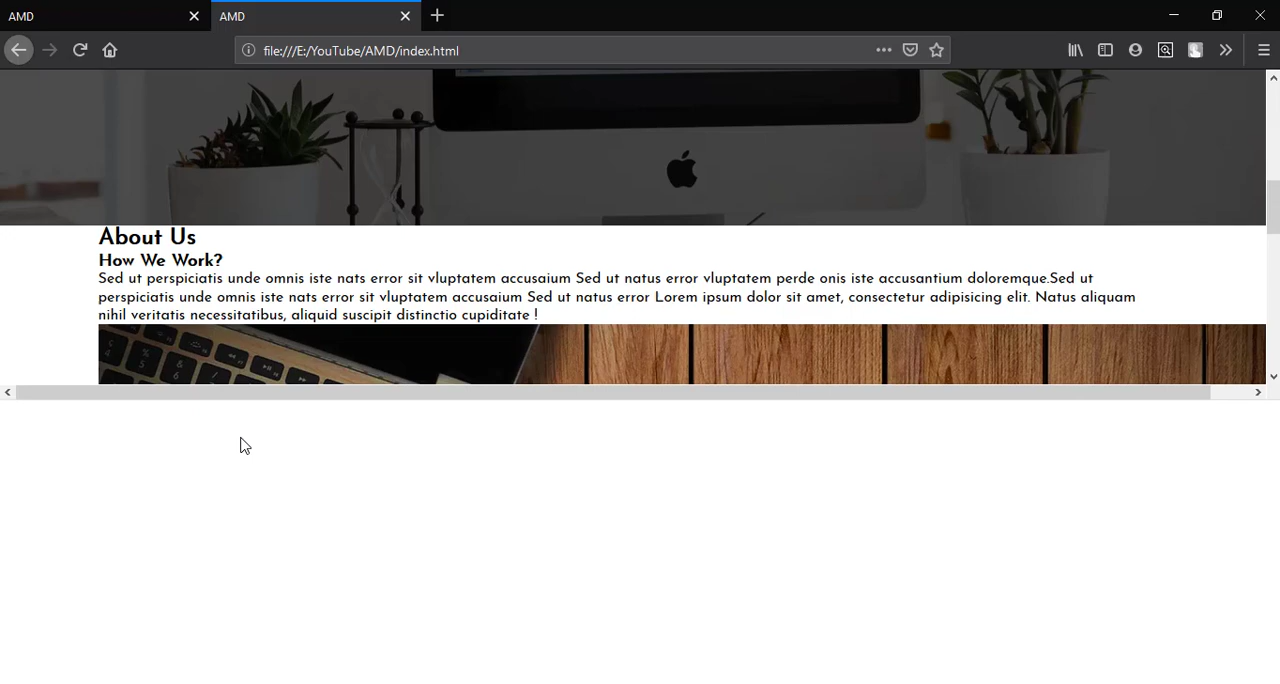 AMD
AMD
file:///E:/YouTube/AMD/index.html
About Us
How We Work?
Sed ut perspiciatis unde omnis iste nats error sit vluptatem accusaium Sed ut natus error vluptatem perde onis iste accusantium doloremque.Sed ut
perspiciatis unde omnis iste nats error sit vluptatem accusaium Sed ut natus error Lorem ipsum dolor sit amet, consectetur adipisicing elit. Natus aliquam
nihil veritatis necessitatibus, aliquid suscipit distinctio cupiditate !